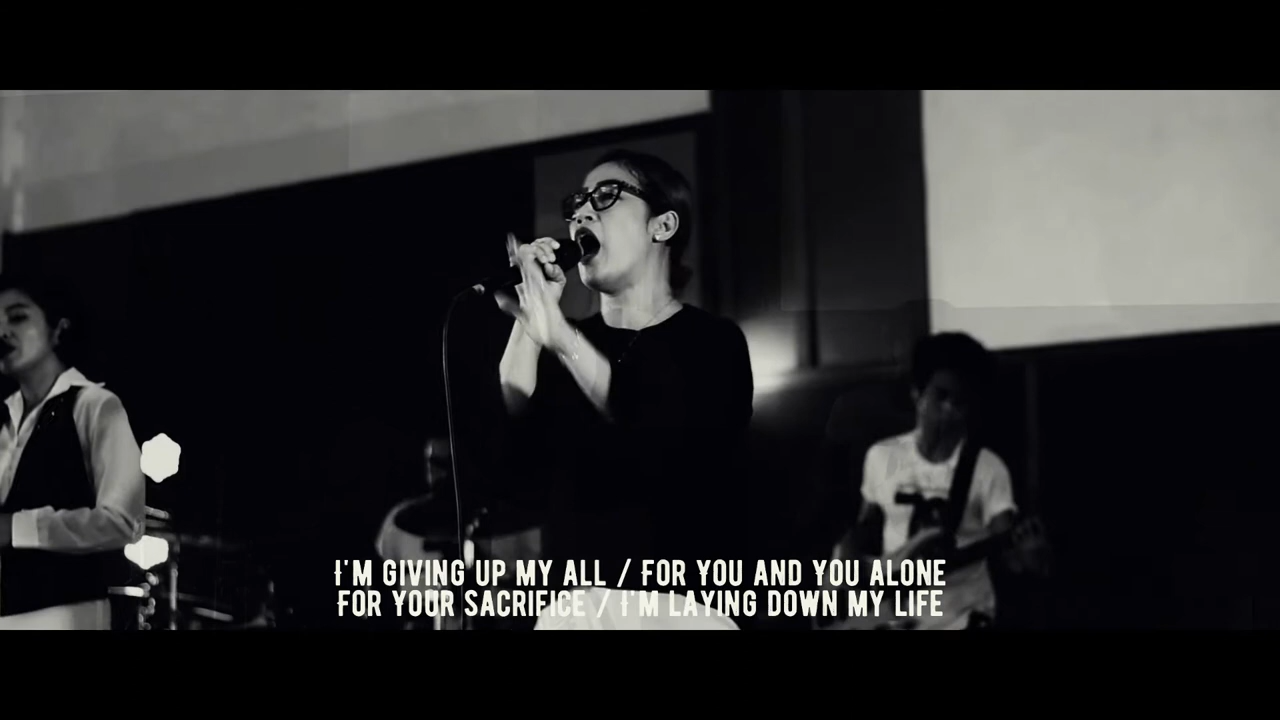 I'M GIVING UP MY ALL / FOR YOU AND YOU ALONE
FOR YOUR SACRIFICE / I'M LAYING DOWN MY LIFE